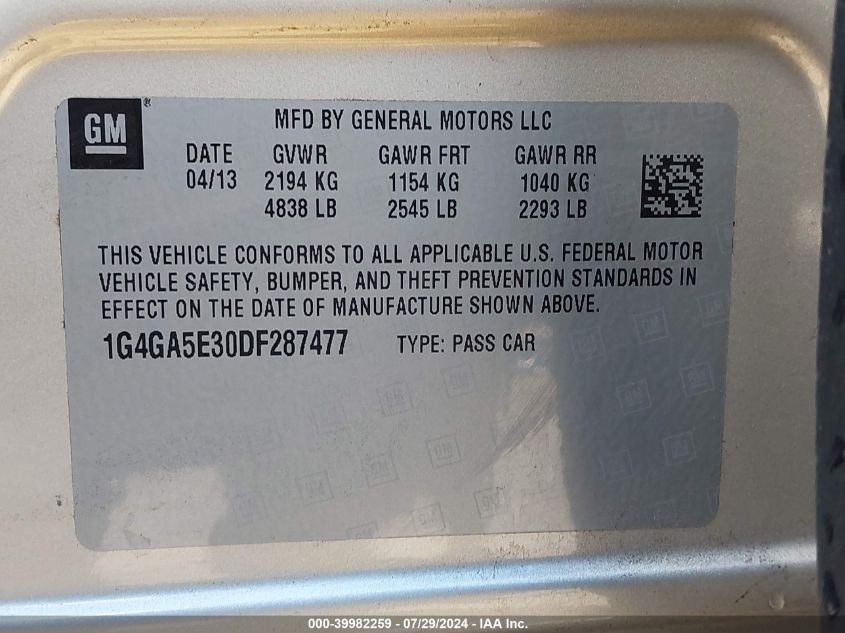 GM®
MFD BY GENERAL MOTORS LLC
DATE GVWR GAWR FRT GAWR RR
04/13 2194 KG 1154 KG 1040 KG
4838 LB 2545 LB 2293 LB
THIS VEHICLE CONFORMS TO ALL APPLICABLE U.S. FEDERAL MOTOR
VEHICLE SAFETY, BUMPER, AND THEFT PREVENTION STANDARDS IN
EFFECT ON THE DATE OF MANUFACTURE SHOWN ABOVE.
1G4GA5E30DF287477 TYPE: PASS CAR
000-39982259 - 07/29/2024 - IAA Inc.